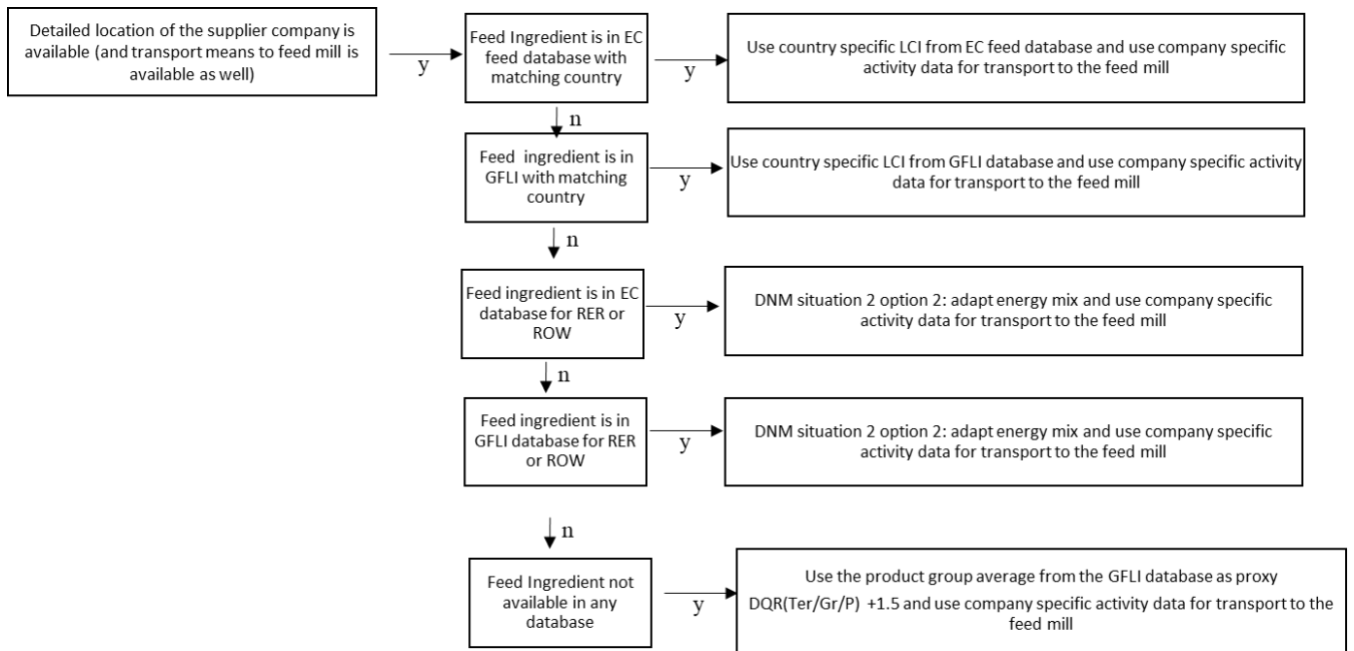 Detailed location of the supplier company is
available (and transport means to feed mill is
available as well)
y
Feed Ingredient is in EC
feed database with
matching country
y
Use country specific LCI from EC feed database and use company specific
activity data for transport to the feed mill
n
Feed ingredient is in
GFLI with matching
country
y
Use country specific LCI from GFLI database and use company specific activity
data for transport to the feed mill
n
Feed ingredient is in EC
database for RER or
ROW
y
DNM situation 2 option 2: adapt energy mix and use company specific
activity data for transport to the feed mill
n
Feed ingredient is in
GFLI database for RER
or ROW
y
DNM situation 2 option 2: adapt energy mix and use company specific
activity data for transport to the feed mill
n
Feed Ingredient not
available in any
database
y
Use the product group average from the GFLI database as proxy
DQR(Ter/Gr/P) +1.5 and use company specific activity data for transport to the
feed mill